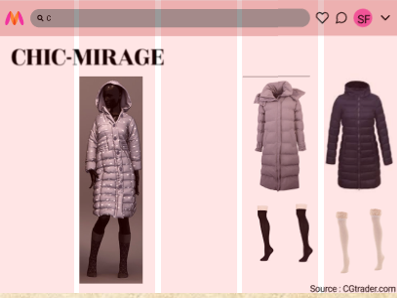 C
SF
CHIC-MIRAGE
Source : CGtrader.com